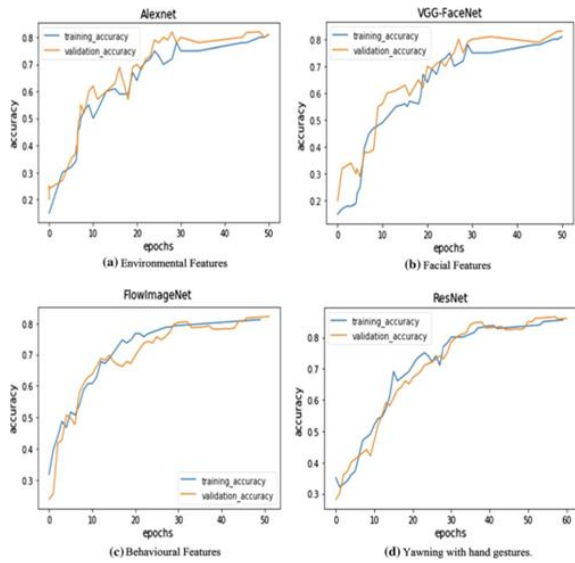 Alexnet
training_accuracy
validation_accuracy
accuracy
0.8
0.7
0.6
0.5
0.4
0.3
0.2
0 10 20 30 40 50
epochs
(a) Environmental Features
VGG-FaceNet
training_accuracy
validation_accuracy
accuracy
0.8
0.7
0.6
0.5
0.4
0.3
0.2
0 10 20 30 40 50
epochs
(b) Facial Features
FlowImageNet
accuracy
0.8
0.7
0.6
0.5
0.4
0.3
training_accuracy
validation_accuracy
0 10 20 30 40 50
epochs
(c) Behavioural Features
ResNet
training_accuracy
validation_accuracy
accuracy
0.8
0.7
0.6
0.5
0.4
0.3
0 10 20 30 40 50 60
epochs
(d) Yawning with hand gestures.